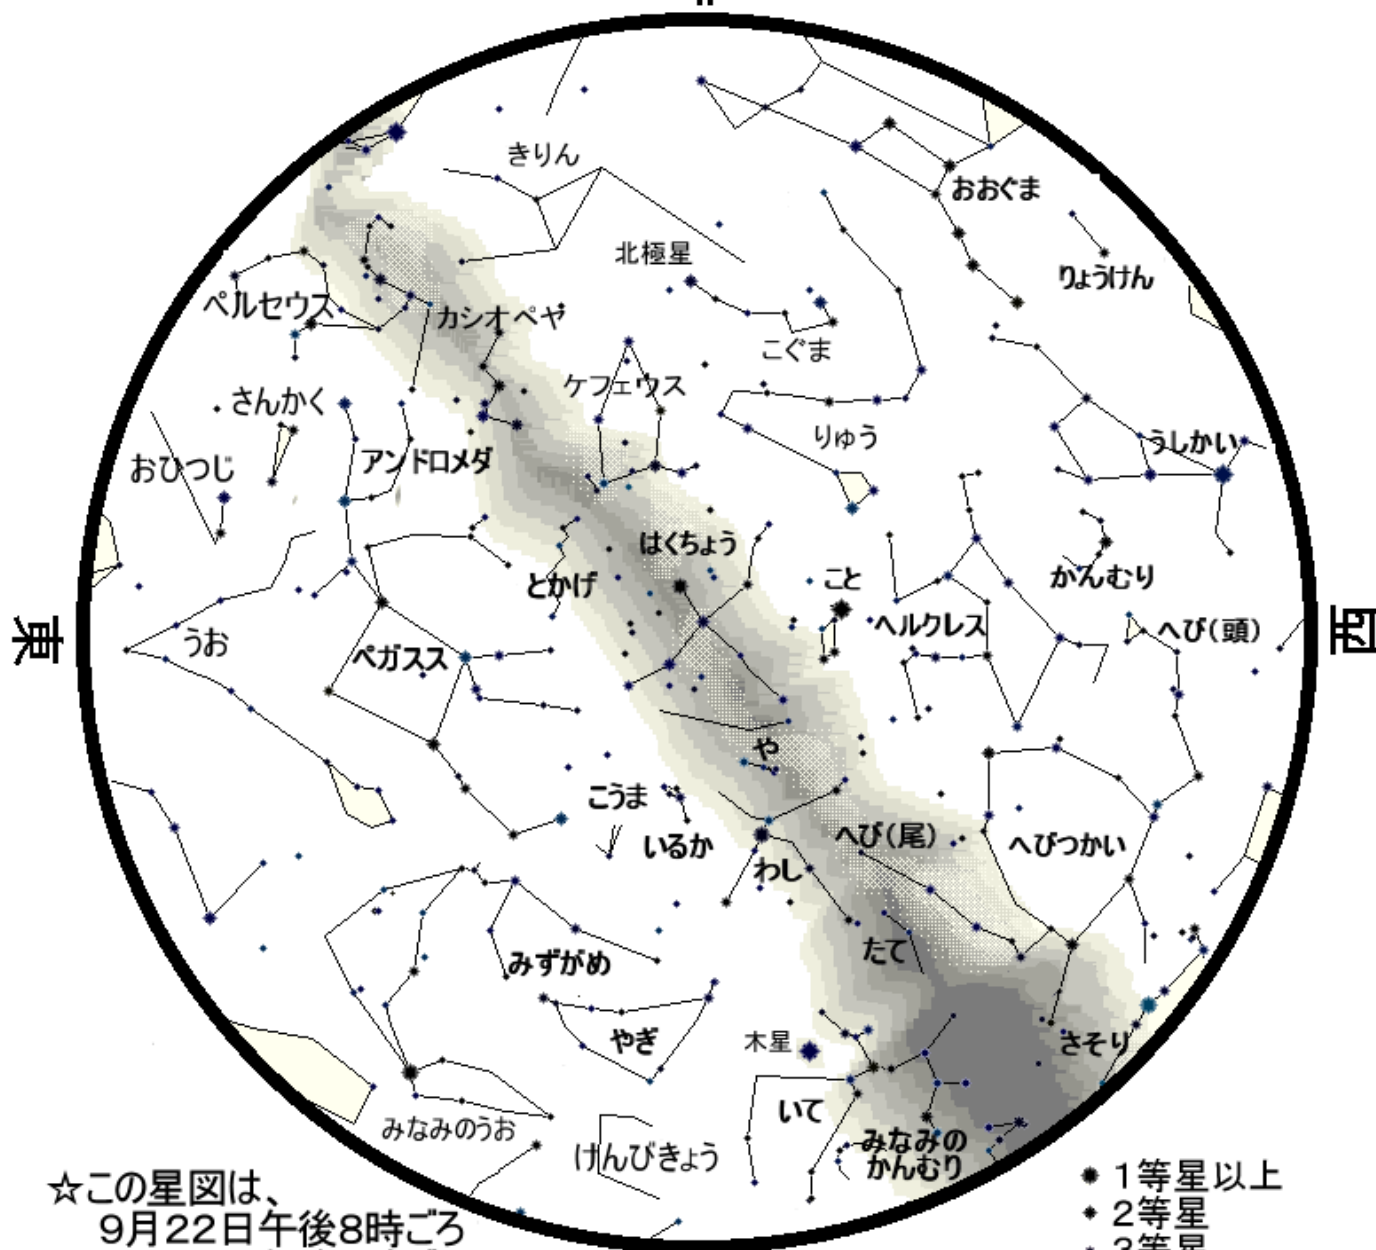 きりん
おおぐま
北極星
りょうけん
ペルセウス
カシオペヤ
こぐま
ケフェウス
さんかく
りゅう
うしかい
アンドロメダ
おひつじ
はくちょう
とかげ
こと
かんむり
東
うお
ペガスス
ヘルクレス
へび(頭)
西
や
こうま
いるか
わし
へび(尾)
へびつかい
たて
みずがめ
やぎ
木星
さそり
いて
みなみのうお
けんびきょう
みなみの
かんむり
☆この星図は、
9月22日午後8時ごろ
1等星以上
2等星
3等星